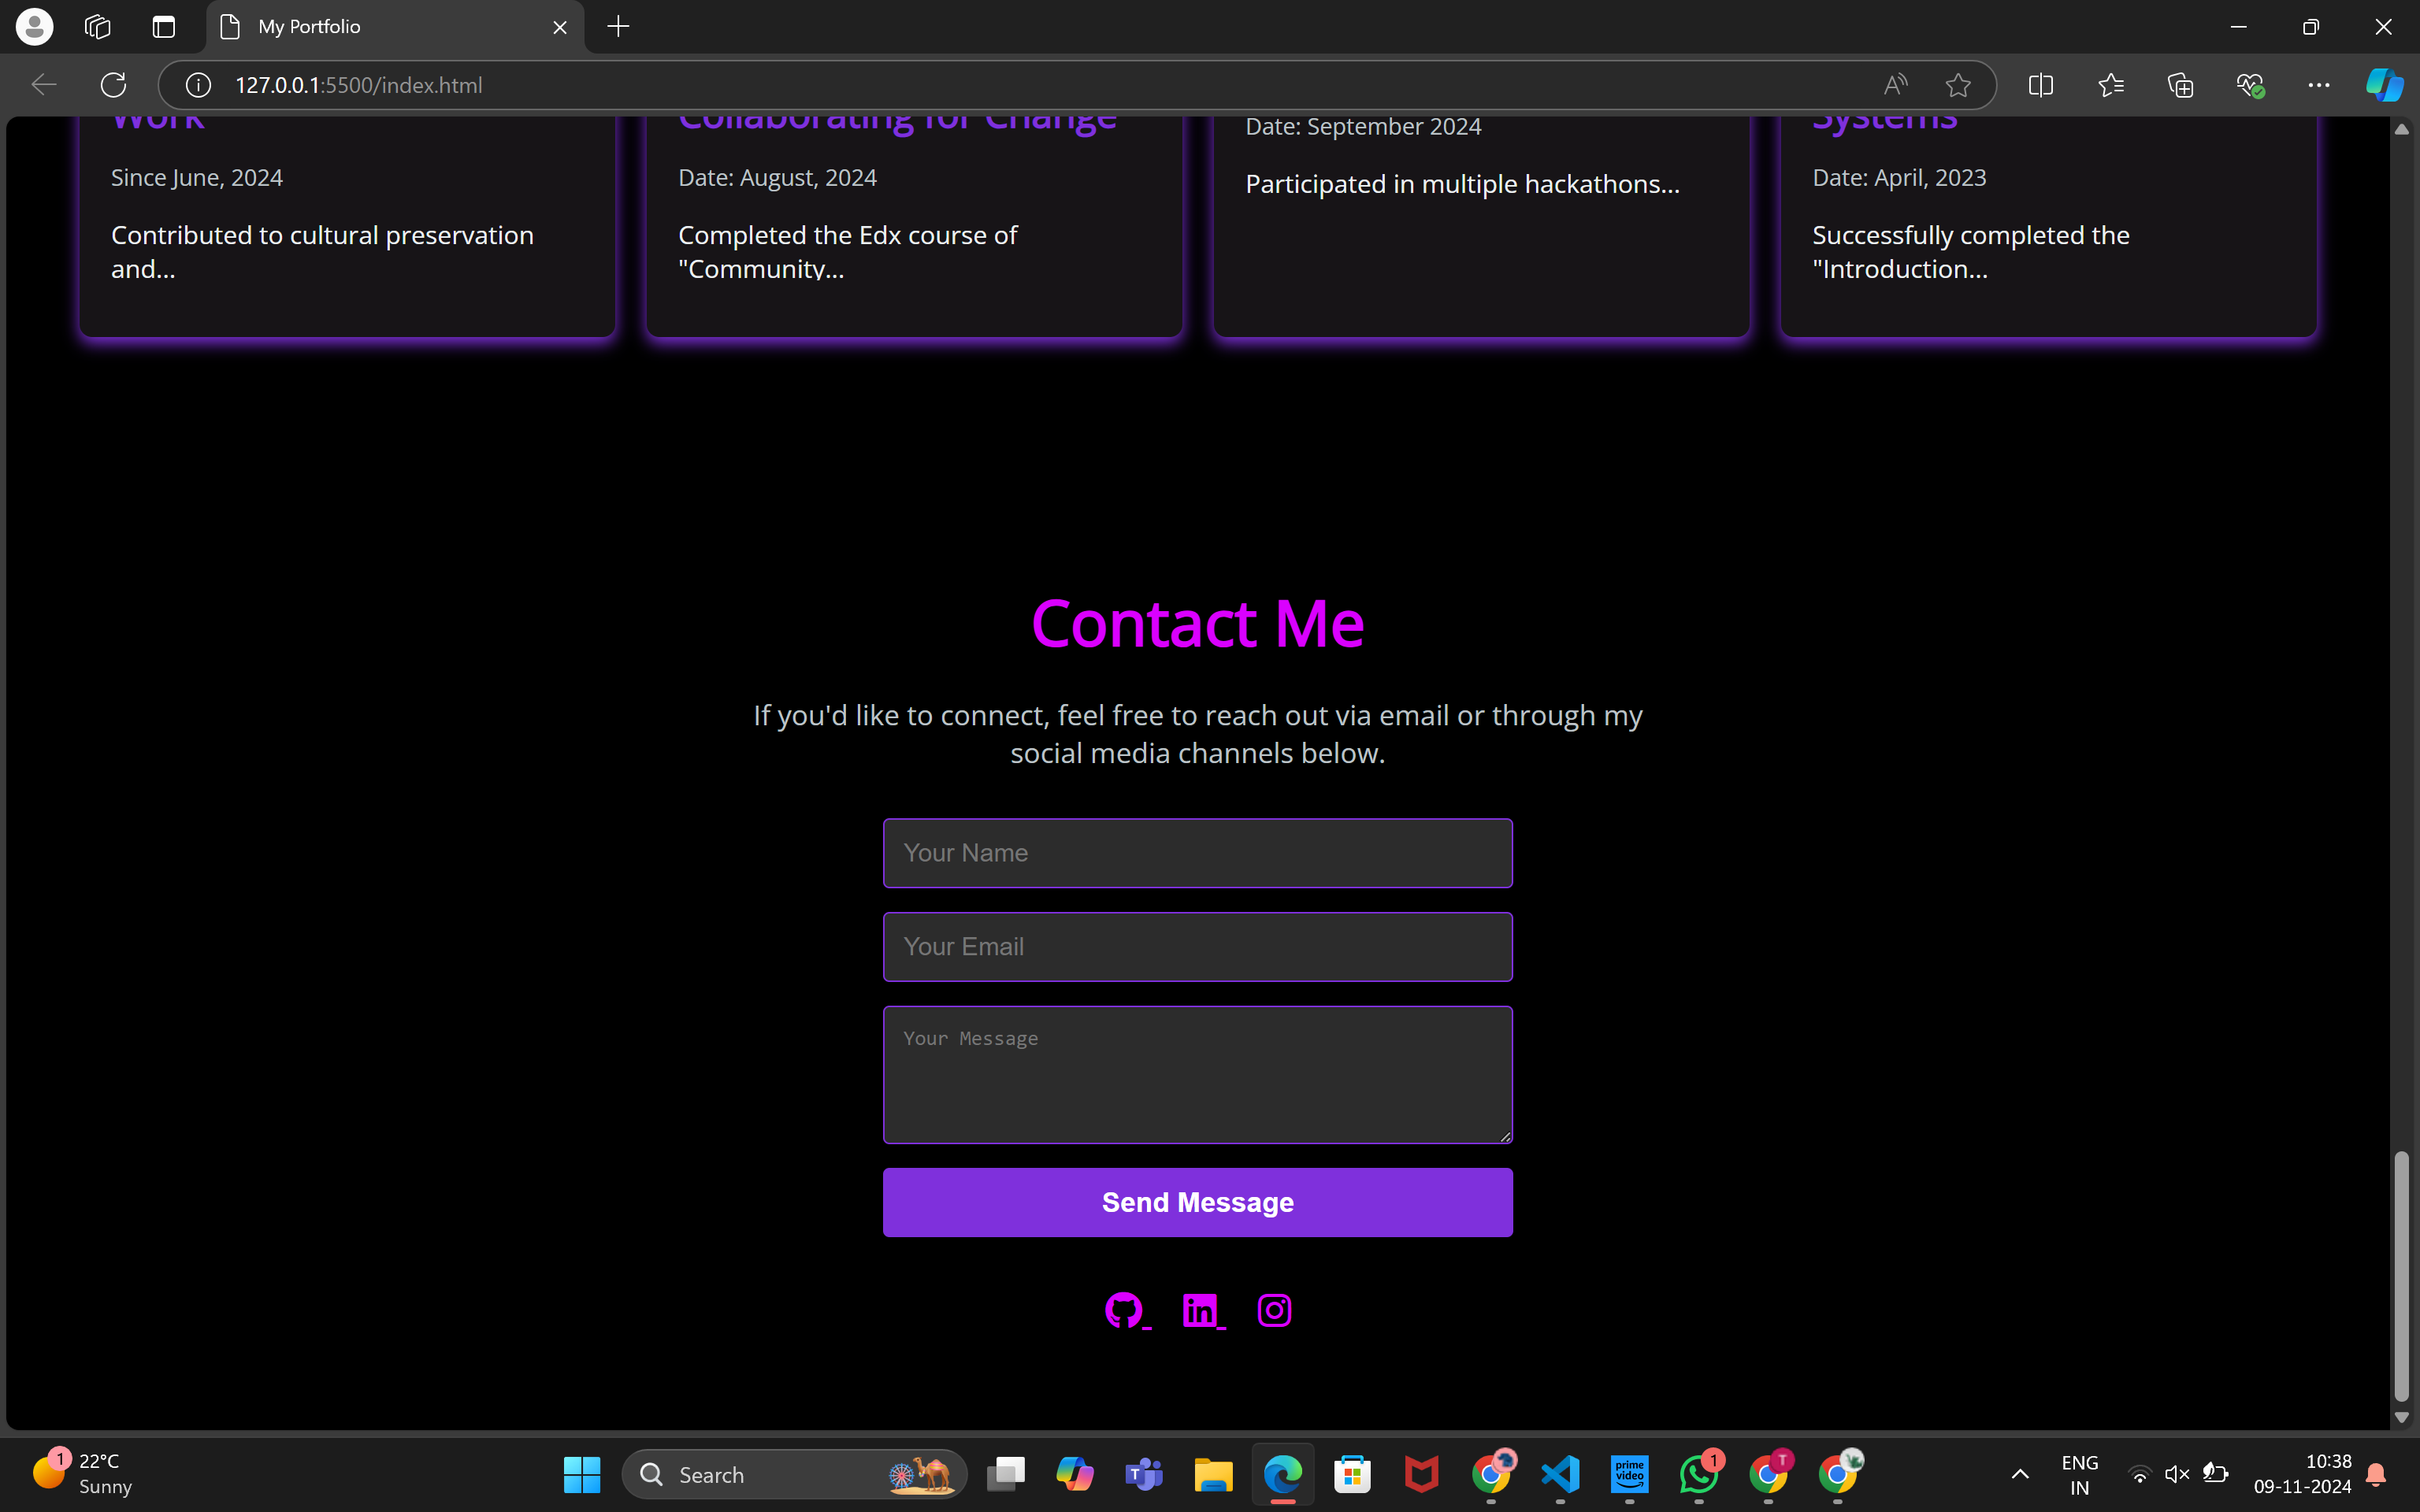 My Portfolio
127.0.0.1:5500/index.html
Work
Since June, 2024
Contributed to cultural preservation
and...
Collaborating for Change
Date: August, 2024
Completed the Edx course of
"Community...
Date: September 2024
Participated in multiple hackathons...
Systems
Date: April, 2023
Successfully completed the
"Introduction...
Contact Me
If you'd like to connect, feel free to reach out via email or through my
social media channels below.
Your Name
Your Email
Your Message
Send Message
1
22°C
Sunny
Search
prime video
1
T
ENG
IN
10:38
09-11-2024